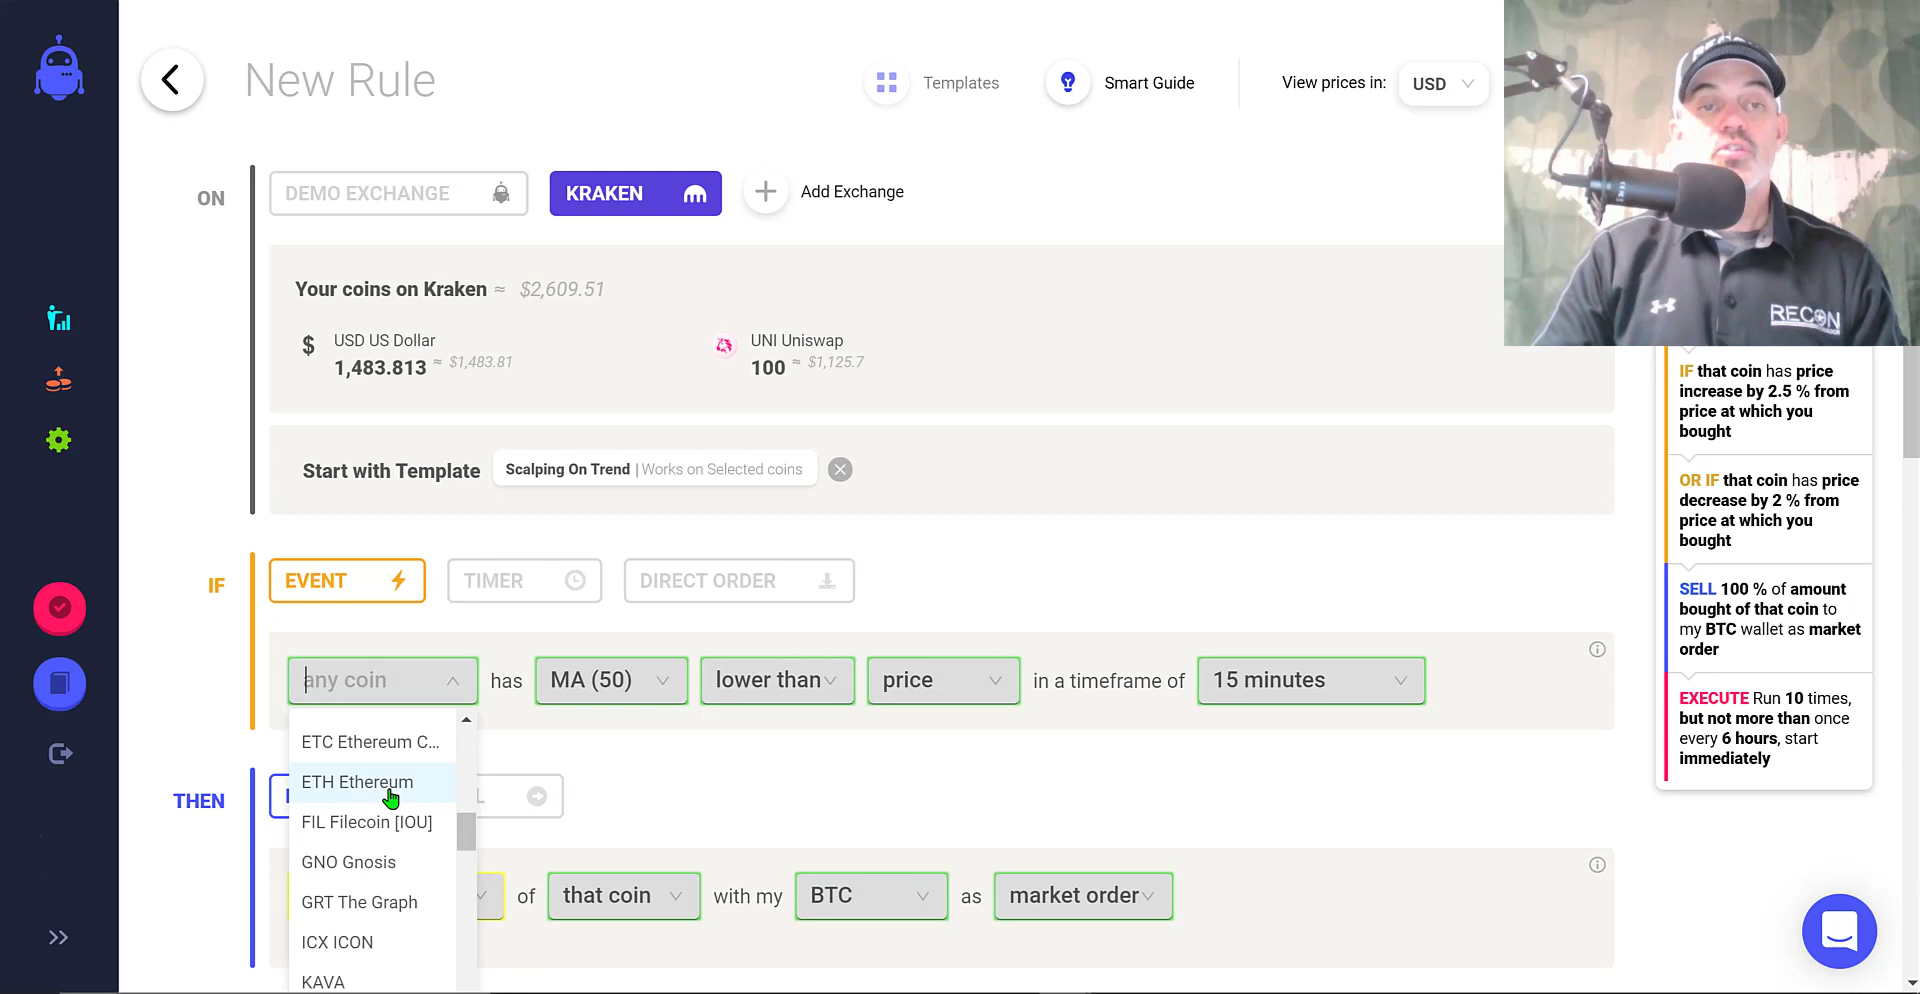 New Rule
Templates
Smart Guide
View prices in:
USD
ON
DEMO EXCHANGE
KRAKEN
Add Exchange
Your coins on Kraken ≈ $2,609.51
$
USD US Dollar
1,483.813 ≈ $1,483.81
UNI Uniswap
100 ≈ $1,125.7
Start with Template
Scalping On Trend | Works on Selected coins
IF
EVENT
TIMER
DIRECT ORDER
any coin
has
MA (50)
lower than
price
in a timeframe of
15 minutes
ETC Ethereum C...
ETH Ethereum
FIL Filecoin [IOU]
GNO Gnosis
GRT The Graph
ICX ICON
KAVA
THEN
L
of
that coin
with my
BTC
as
market order
RECON
IF that coin has price
increase by 2.5 % from
price at which you
bought
OR IF that coin has price
decrease by 2 % from
price at which you
bought
SELL 100 % of amount
bought of that coin to
my BTC wallet as market
order
EXECUTE Run 10 times,
but not more than once
every 6 hours, start
immediately